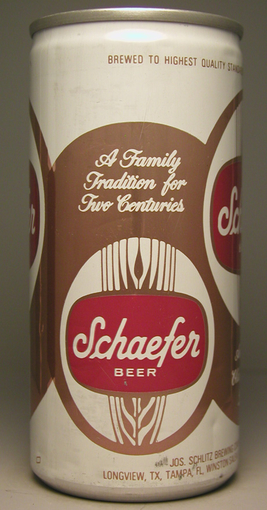 BREWED TO HIGHEST QUALITY
A Family
Tradition for
Two Centuries
Schaefer
BEER
JOS. SCHLITZ BREWING
LONGVIEW, TX, TAMPA, FL, WINSTON